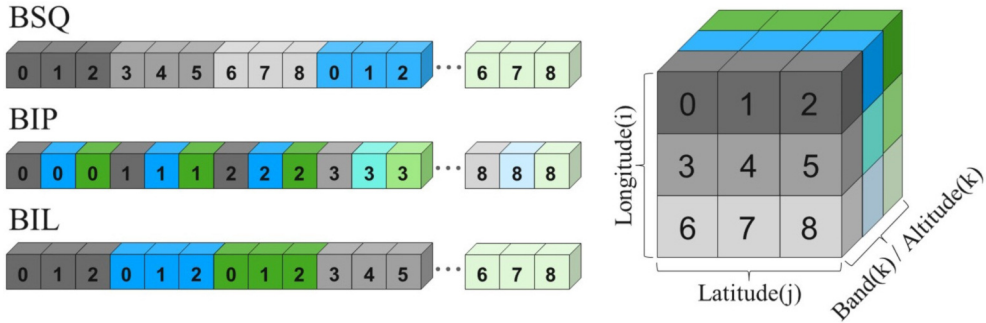 BSQ
0 1 2 3 4 5 6 7 8 0 1 2 ... 6 7 8
BIP
0 0 0 1 1 1 2 2 2 3 3 3 ... 8 8 8
BIL
0 1 2 0 1 2 0 1 2 3 4 5 ... 6 7 8
Longitude(i)
0 1 2
3 4 5
6 7 8
Latitude(j)
Band(k) / Altitude(k)